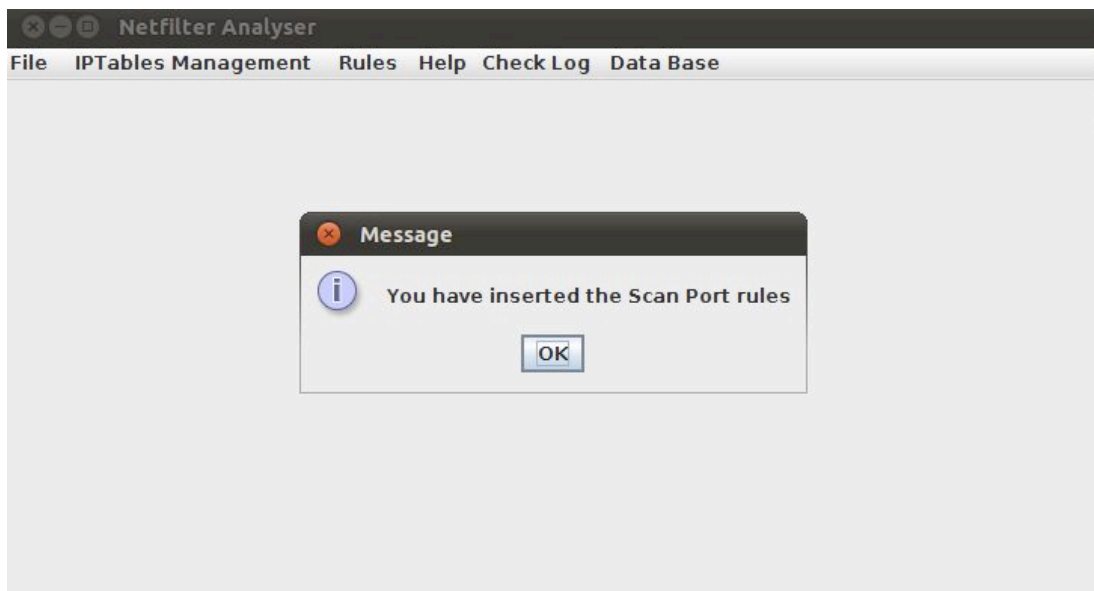 Netfilter Analyser
File IPTables Management Rules Help Check Log Data Base
Message
i You have inserted the Scan Port rules
OK